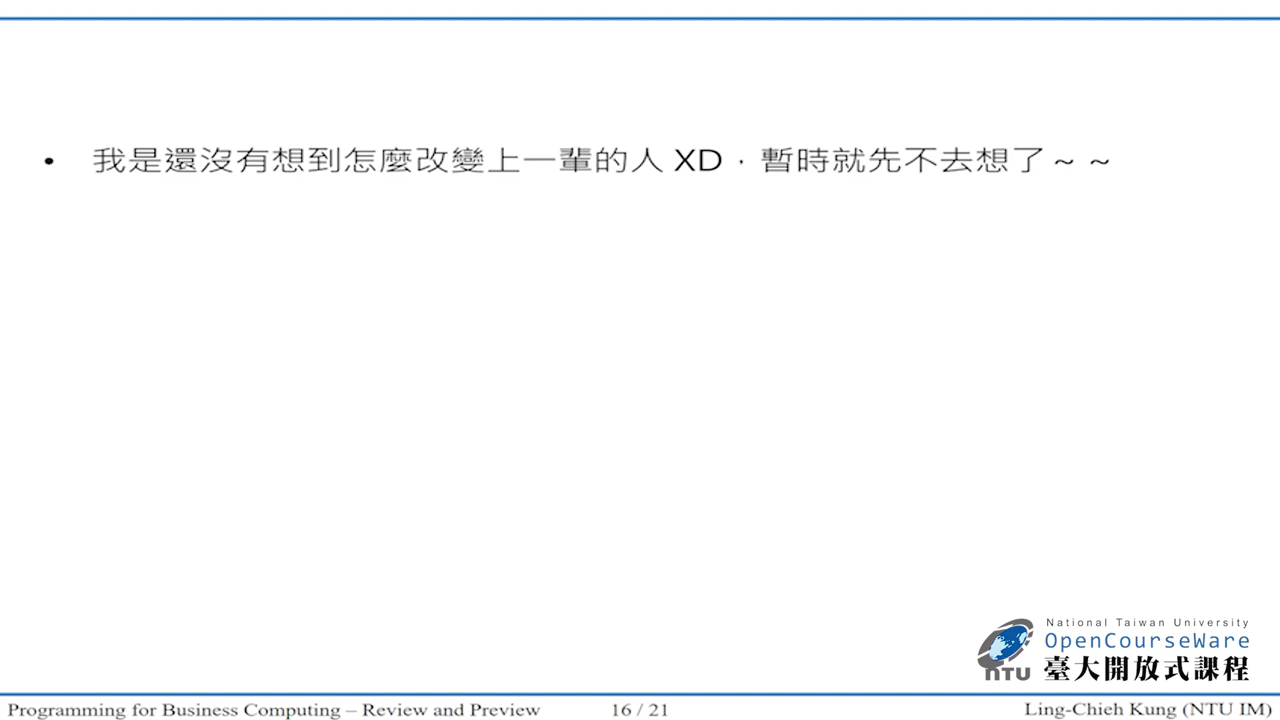 • 我是還沒有想到怎麼改變上一輩的人 XD，暫時就先不去想了~ ~
National Taiwan University
OpenCourseWare
NTU 臺大開放式課程
Programming for Business Computing – Review and Preview 16 / 21 Ling-Chieh Kung (NTU IM)